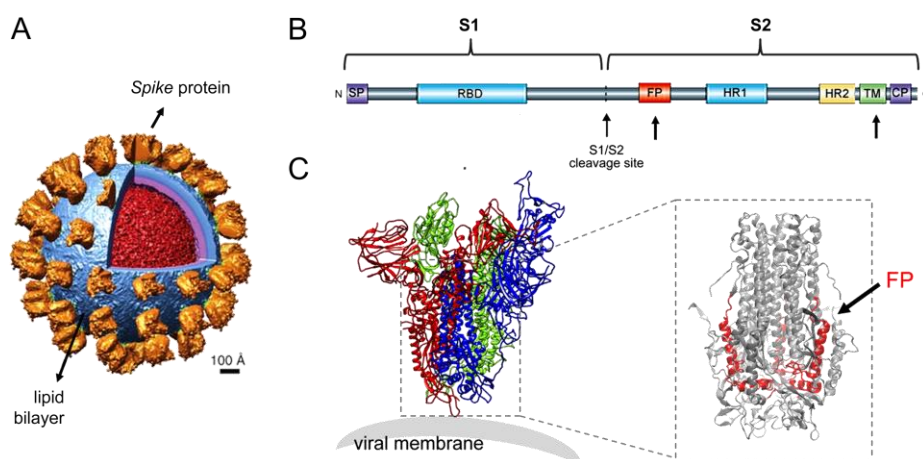 A
Spike protein
lipid
bilayer
100 Å
B
S1
S2
N
SP
RBD
FP
HR1
HR2
TM
CP
S1/S2
cleavage site
C
viral membrane
FP